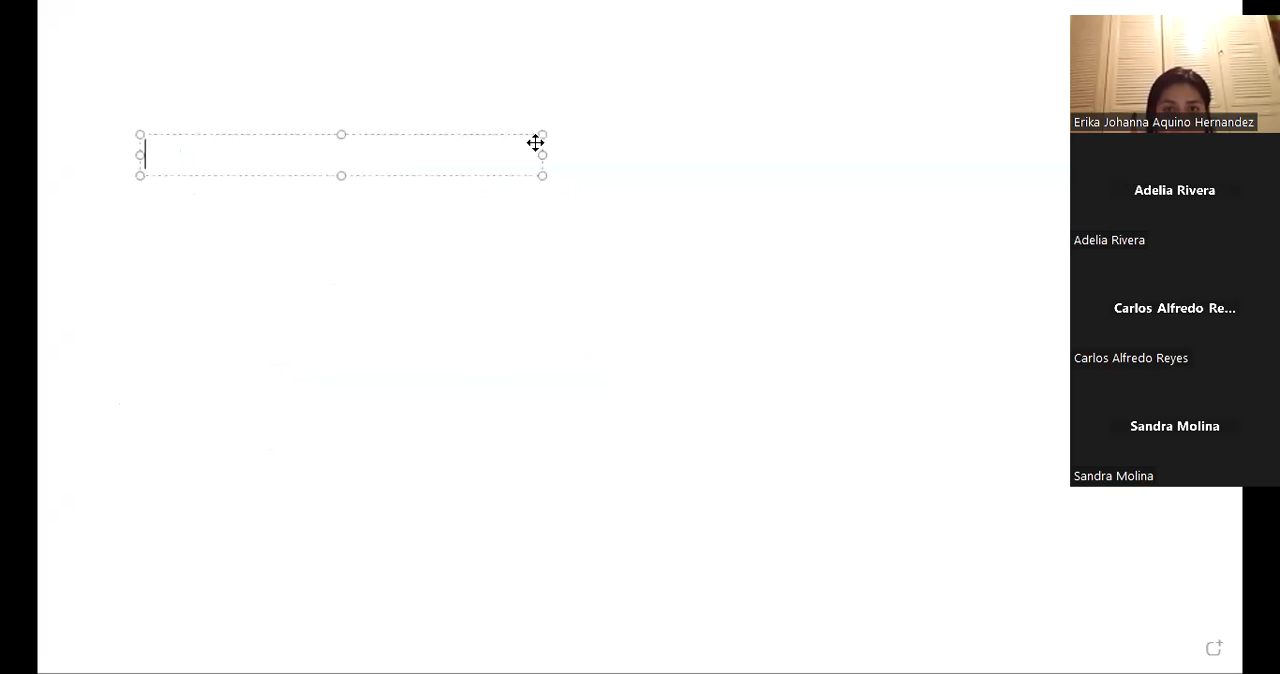 Erika Johanna Aquino Hernandez
Adelia Rivera
Adelia Rivera
Carlos Alfredo Re...
Carlos Alfredo Reyes
Sandra Molina
Sandra Molina